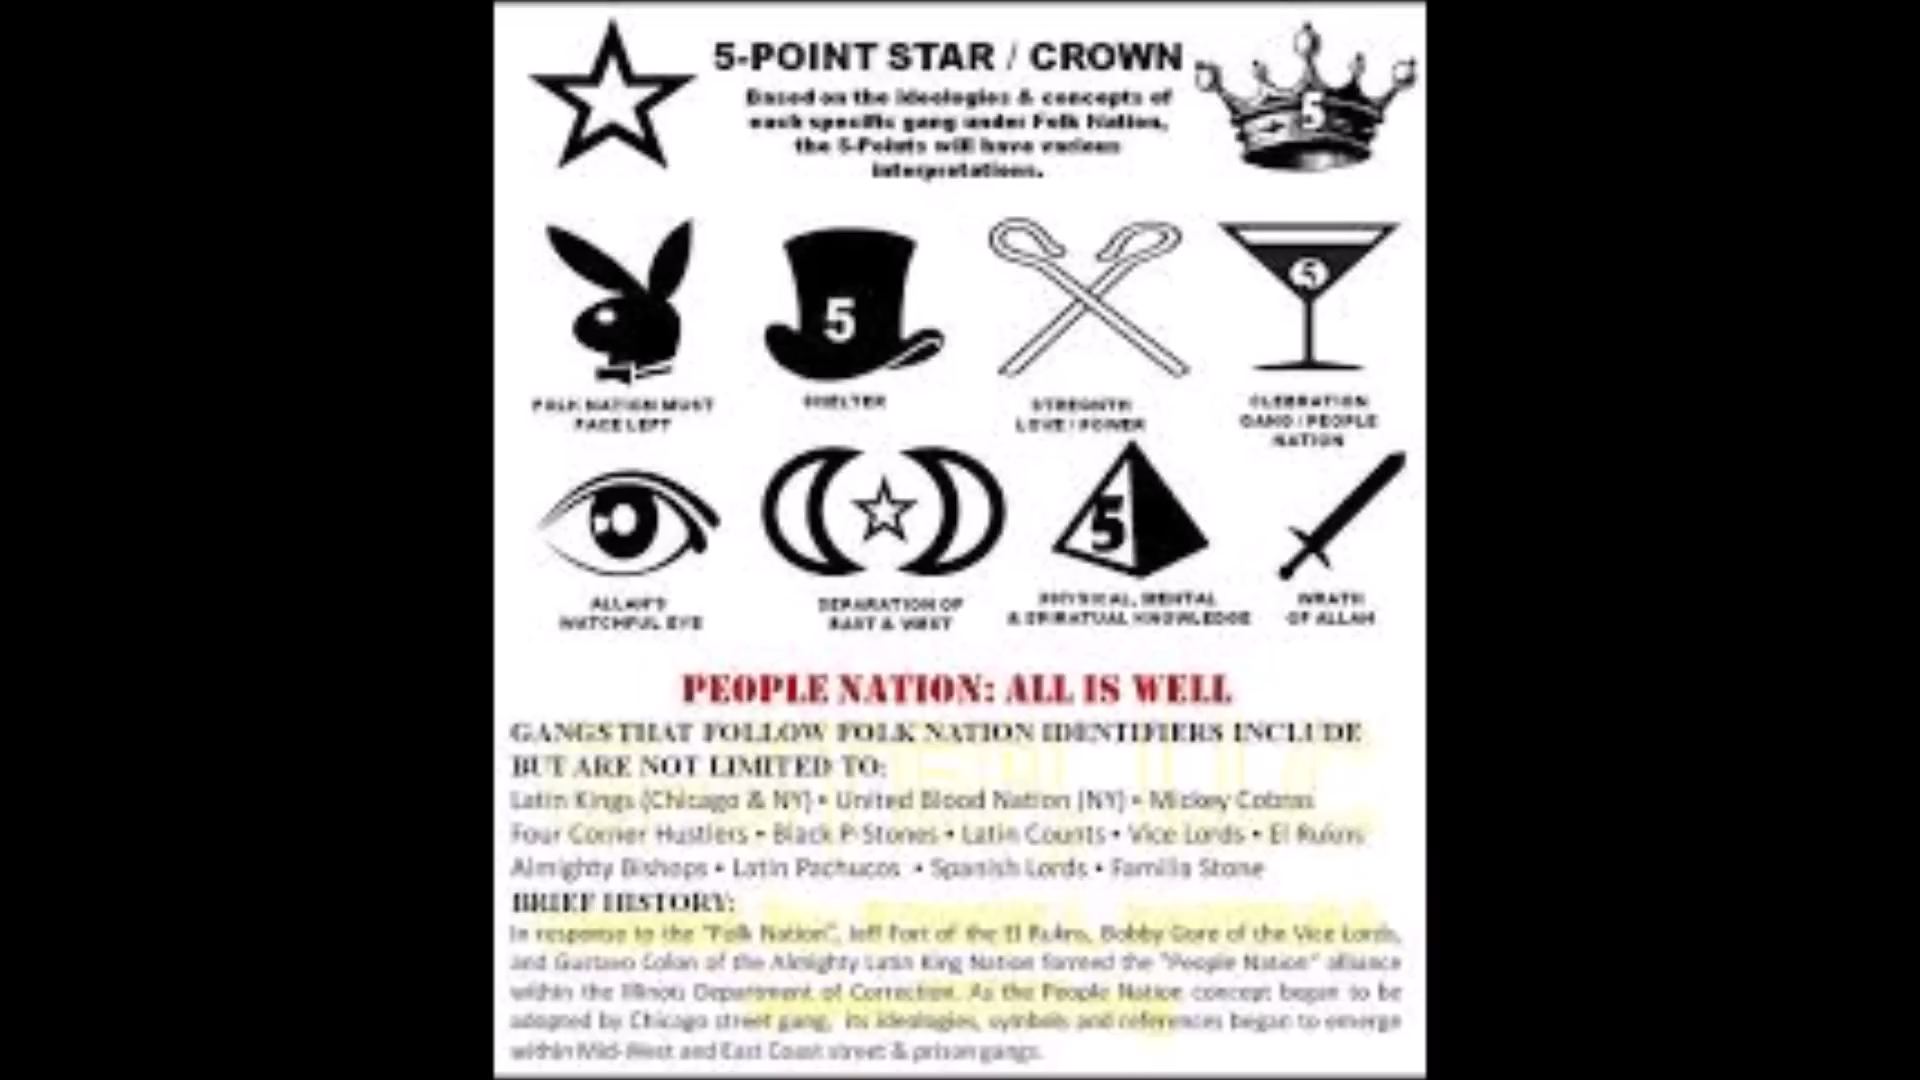 5-POINT STAR / CROWN
Based on the ideologies & concepts of
each specific gang under Folk Nation,
the 5-Points will have various
interpretations.
5
5
5
FOLK NATION MUST
FACE LEFT
SHELTER
STREGNTH
LOVE / POWER
CLEBRATION
GANG / PEOPLE
NATION
5
ALLAH'S
WATCHFUL EYE
SEPARATION OF
EAST & WEST
PHYSICAL, MENTAL
& SPIRATUAL KNOWLEDGE
WRATH
OF ALLAH
PEOPLE NATION: ALL IS WELL
GANGS THAT FOLLOW FOLK NATION IDENTIFIERS INCLUDE
BUT ARE NOT LIMITED TO:
Latin Kings (Chicago & NY) • United Blood Nation (NY) • Mickey Cobras
Four Corner Hustlers • Black P-Stones • Latin Counts • Vice Lords • El Rukns
Almighty Bishops • Latin Pachucos • Spanish Lords • Familia Stone
BRIEF HISTORY:
In response to the "Folk Nation", Jeff Fort of the El Rukns, Bobby Gore of the Vice Lords,
and Gustavo Colon of the Almighty Latin King Nation formed the "People Nation" alliance
within the Illinois Department of Correction. As the People Nation concept began to be
adopted by Chicago street gang, its ideologies, symbols and references began to emerge
within Mid-West and East Coast street & prison gangs.